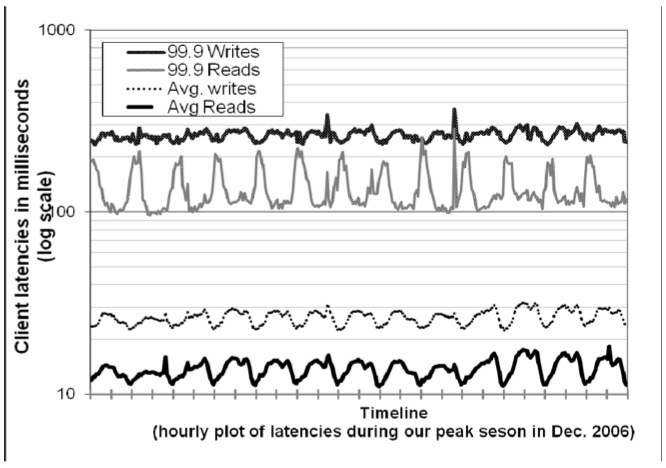 1000
99.9 Writes
99.9 Reads
Avg. writes
Avg Reads
Client latencies in milliseconds
(log scale)
100
10
Timeline
(hourly plot of latencies during our peak seson in Dec. 2006)